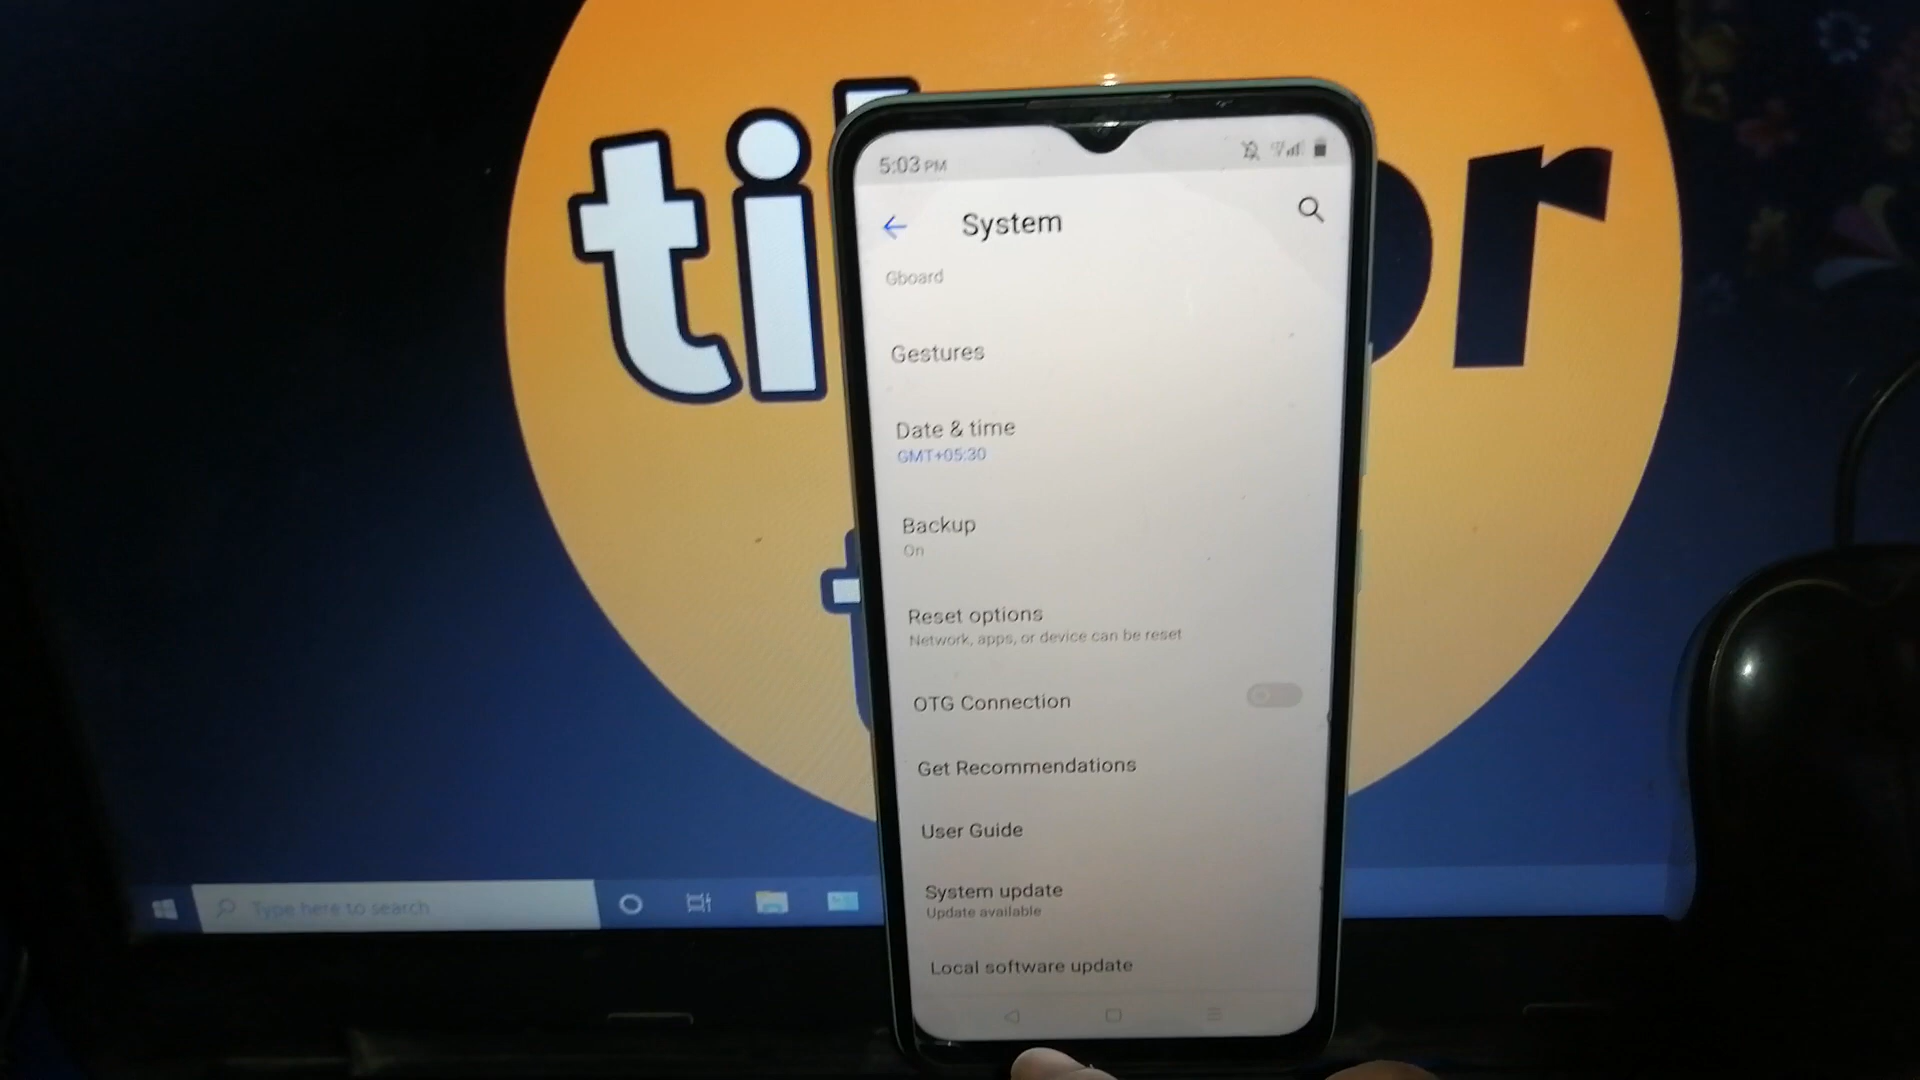 5:03 PM
System
Gboard
Gestures
Date & time
GMT+05:30
Backup
On
Reset options
Network, apps, or device can be reset
OTG Connection
Get Recommendations
User Guide
System update
Update available
Local software update
Type here to search